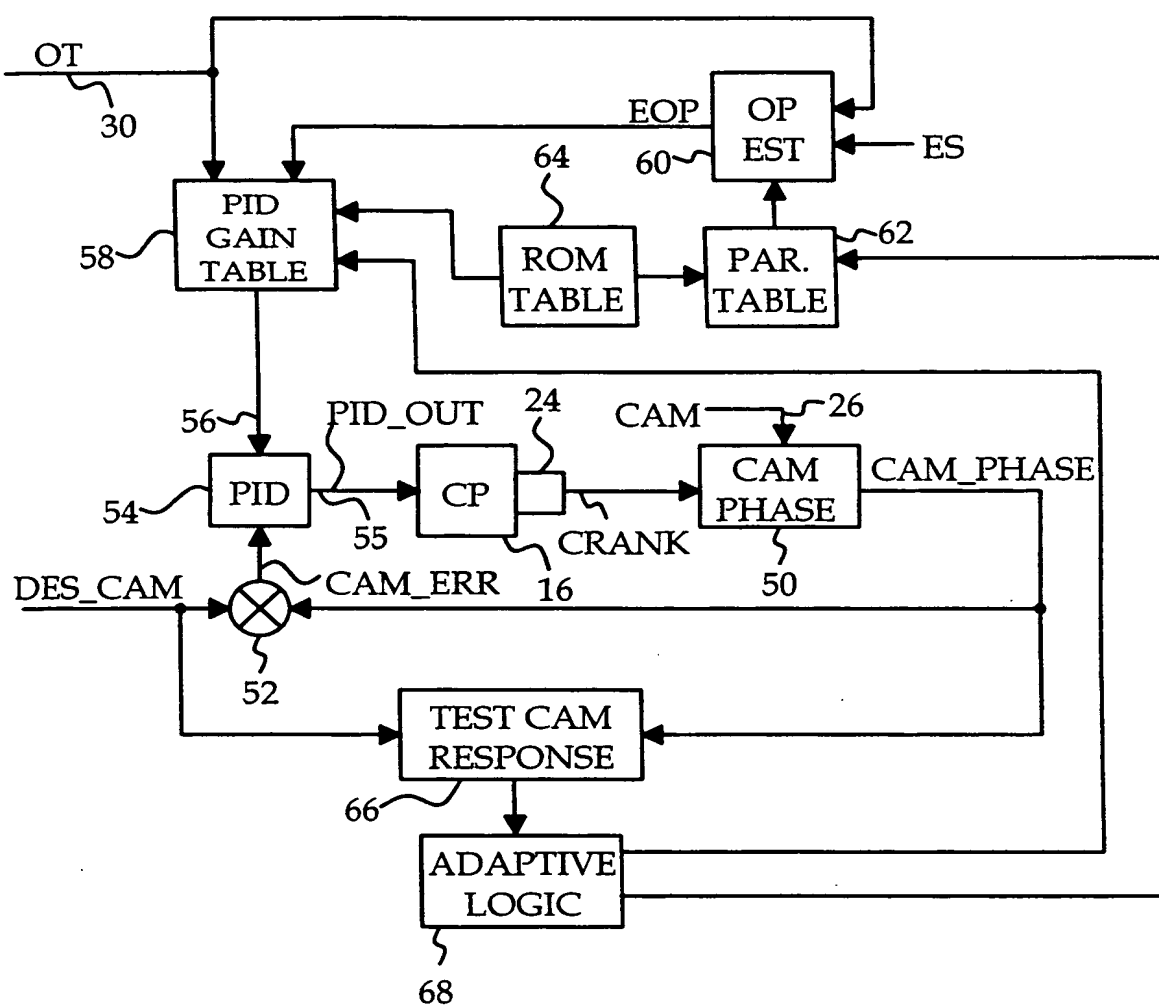 OT
30
EOP
OP
EST
60
ES
64
PID
GAIN
TABLE
58
ROM
TABLE
PAR.
TABLE
62
56
PID_OUT
24
CAM
26
PID
54
55
CP
CAM
PHASE
CAM_PHASE
CRANK
16
50
DES_CAM
CAM_ERR
52
TEST CAM
RESPONSE
66
ADAPTIVE
LOGIC
68